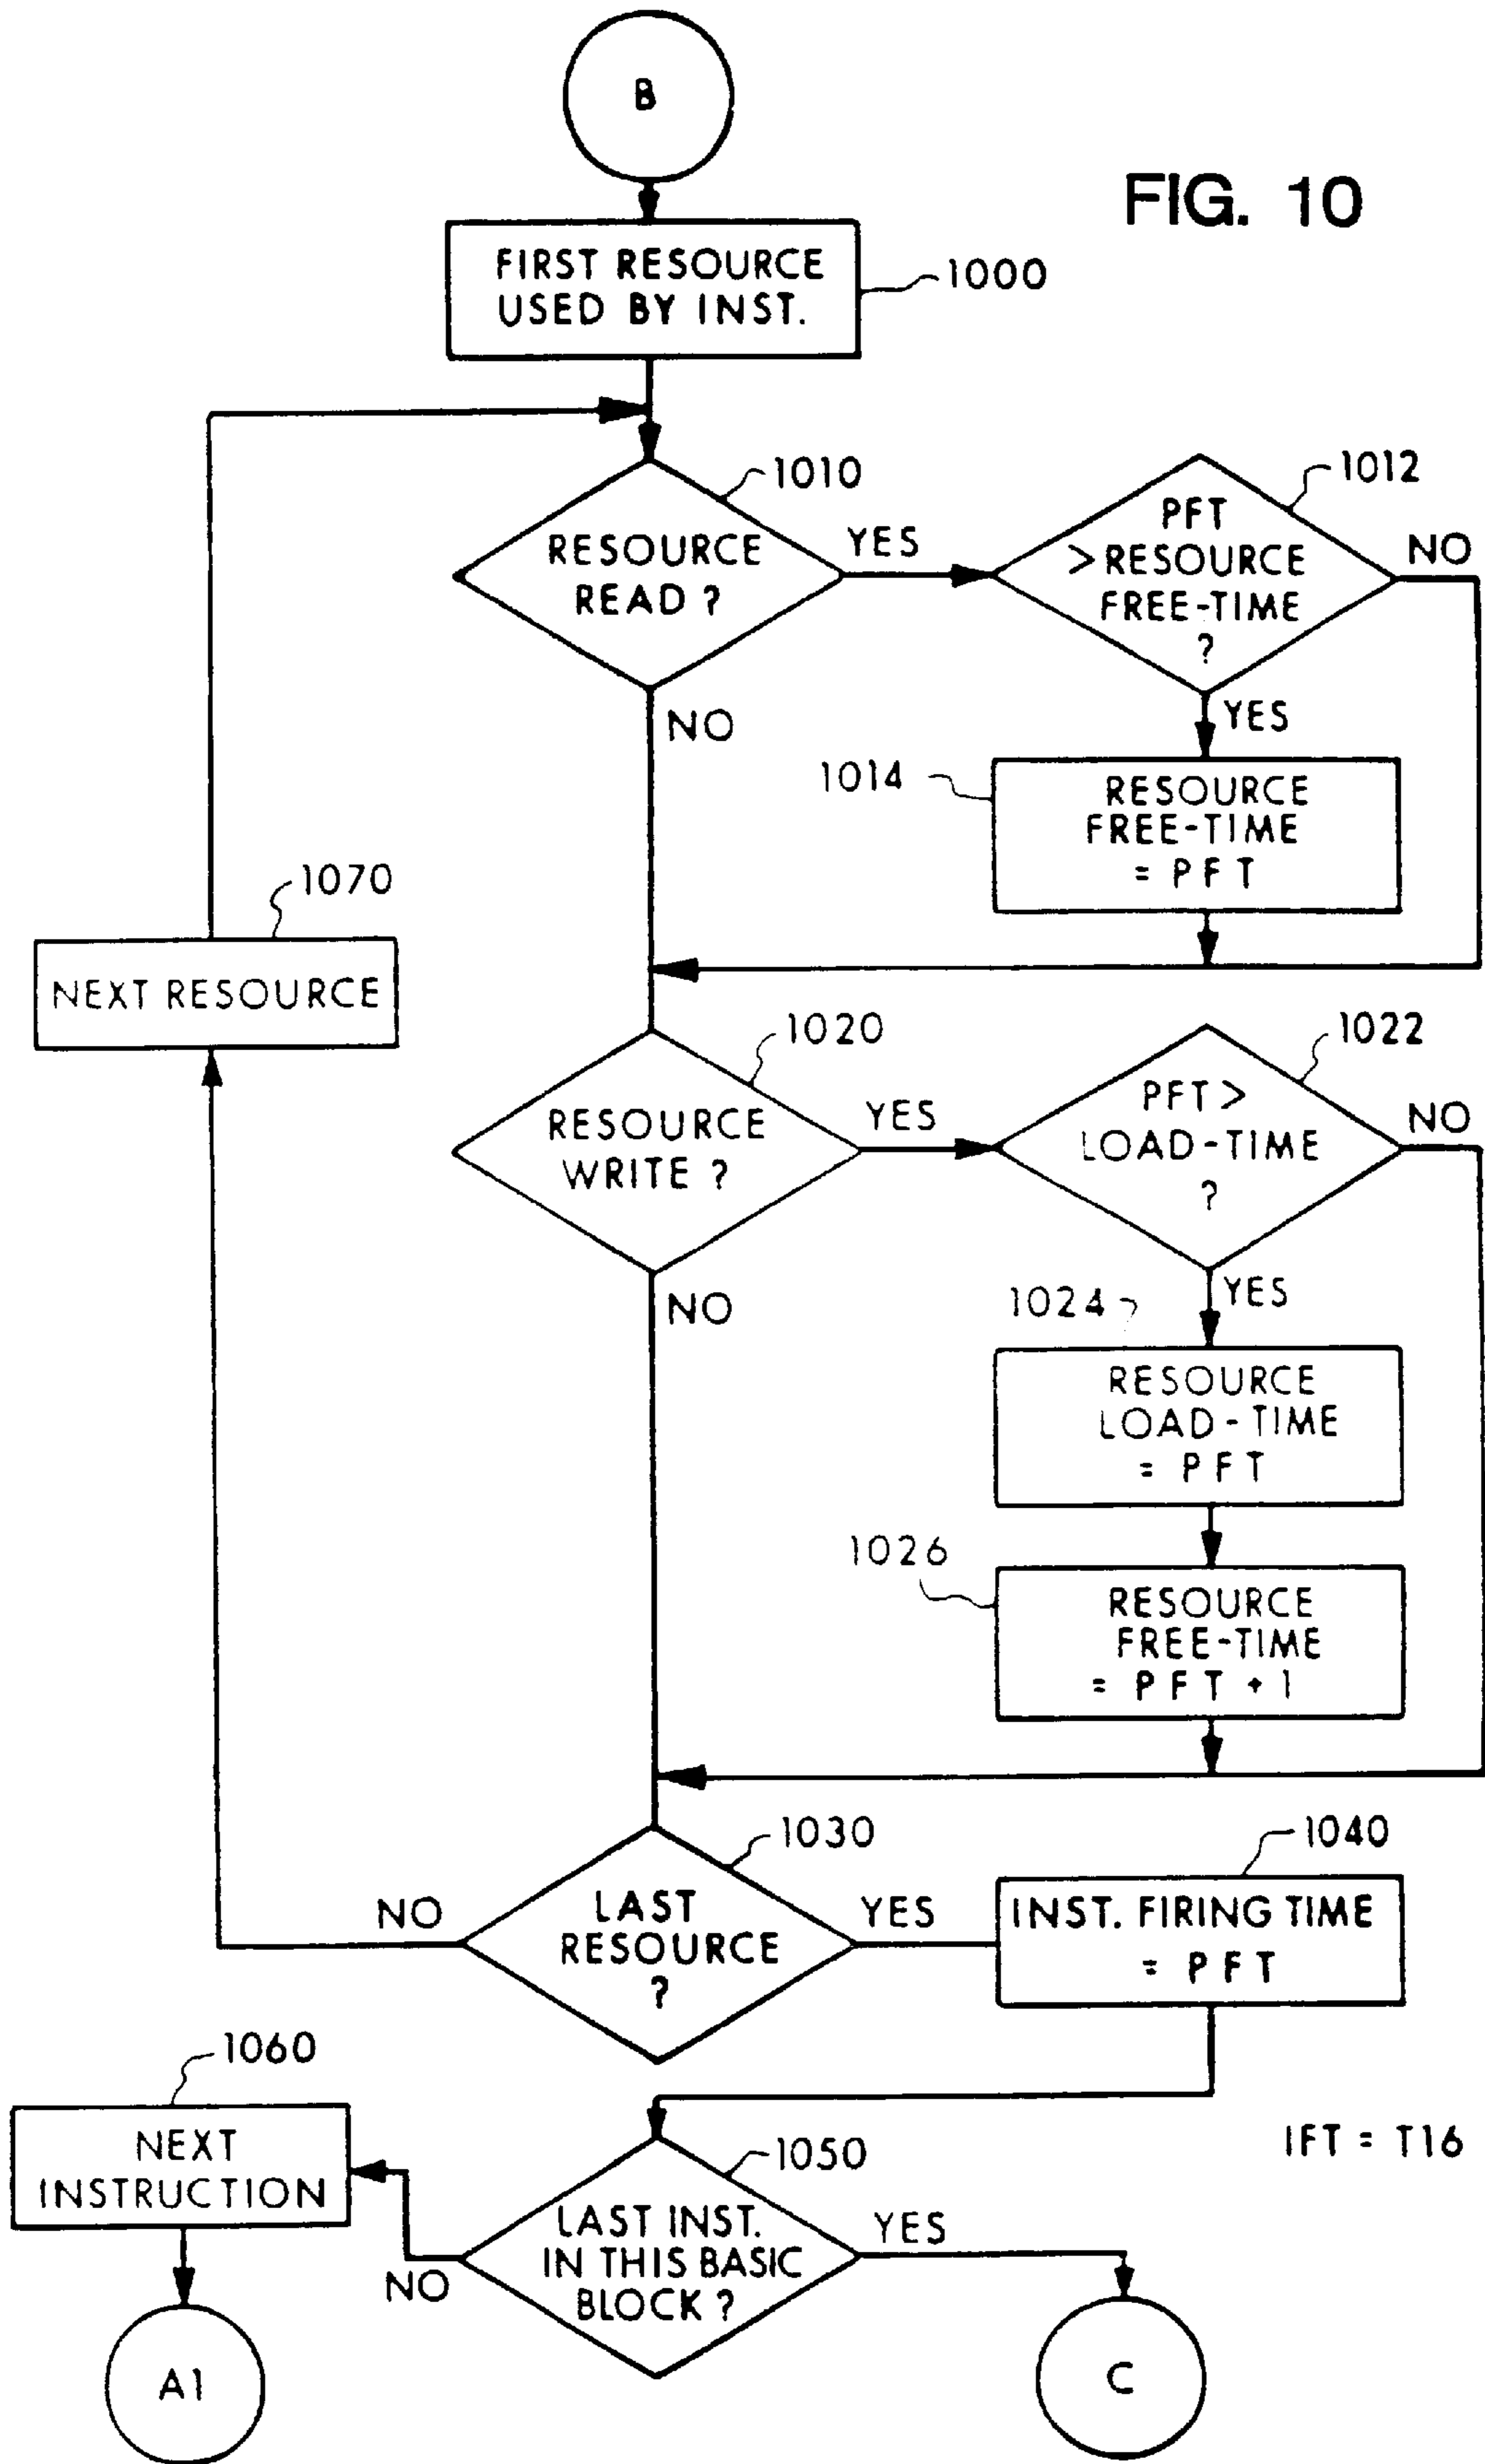 B
FIG. 10
FIRST RESOURCE
USED BY INST.
1000
1010
RESOURCE
READ ?
YES
NO
1012
PFT
>RESOURCE
FREE-TIME
?
NO
YES
1014
RESOURCE
FREE-TIME
= PFT
1070
NEXT RESOURCE
1020
RESOURCE
WRITE ?
YES
NO
1022
PFT>
LOAD-TIME
?
NO
YES
1024
RESOURCE
LOAD-TIME
= PFT
1026
RESOURCE
FREE-TIME
= PFT + 1
1030
LAST
RESOURCE
?
NO
YES
1040
INST. FIRING TIME
= PFT
1060
NEXT
INSTRUCTION
1050
LAST INST.
IN THIS BASIC
BLOCK ?
NO
YES
IFT = T16
A1
C